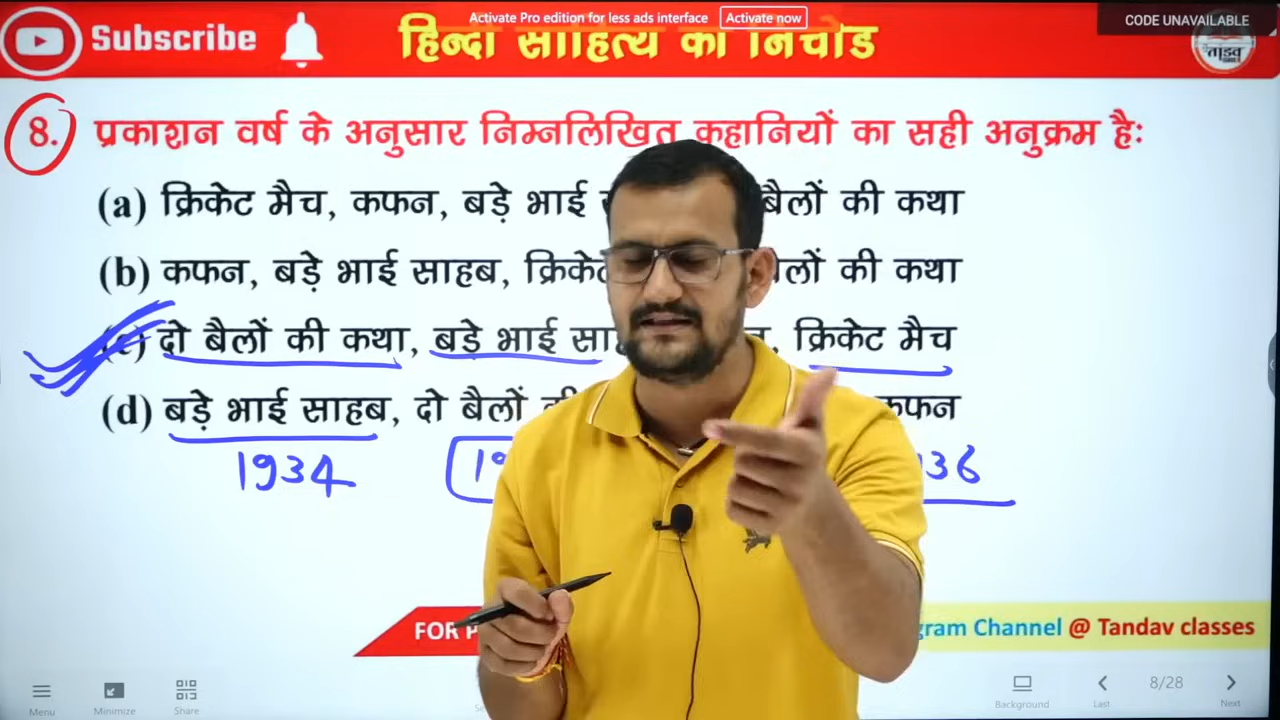 Activate Pro edition for less ads interface Activate now
CODE UNAVAILABLE
Subscribe
हिन्दी साहित्य का निचोड़
ताण्डव
8. प्रकाशन वर्ष के अनुसार निम्नलिखित कहानियों का सही अनुक्रम हैः
(a) क्रिकेट मैच, कफन, बड़े भाई बैलों की कथा
(b) कफन, बड़े भाई साहब, की कथा
दो बैलों की कथा, बड़े भाई क्रिकेट मैच
(d) बड़े भाई साहब, दो बैलों
1934
FOR
Channel @ Tandav classes
Menu
Minimize
Share
Background
Last
8/28
Next